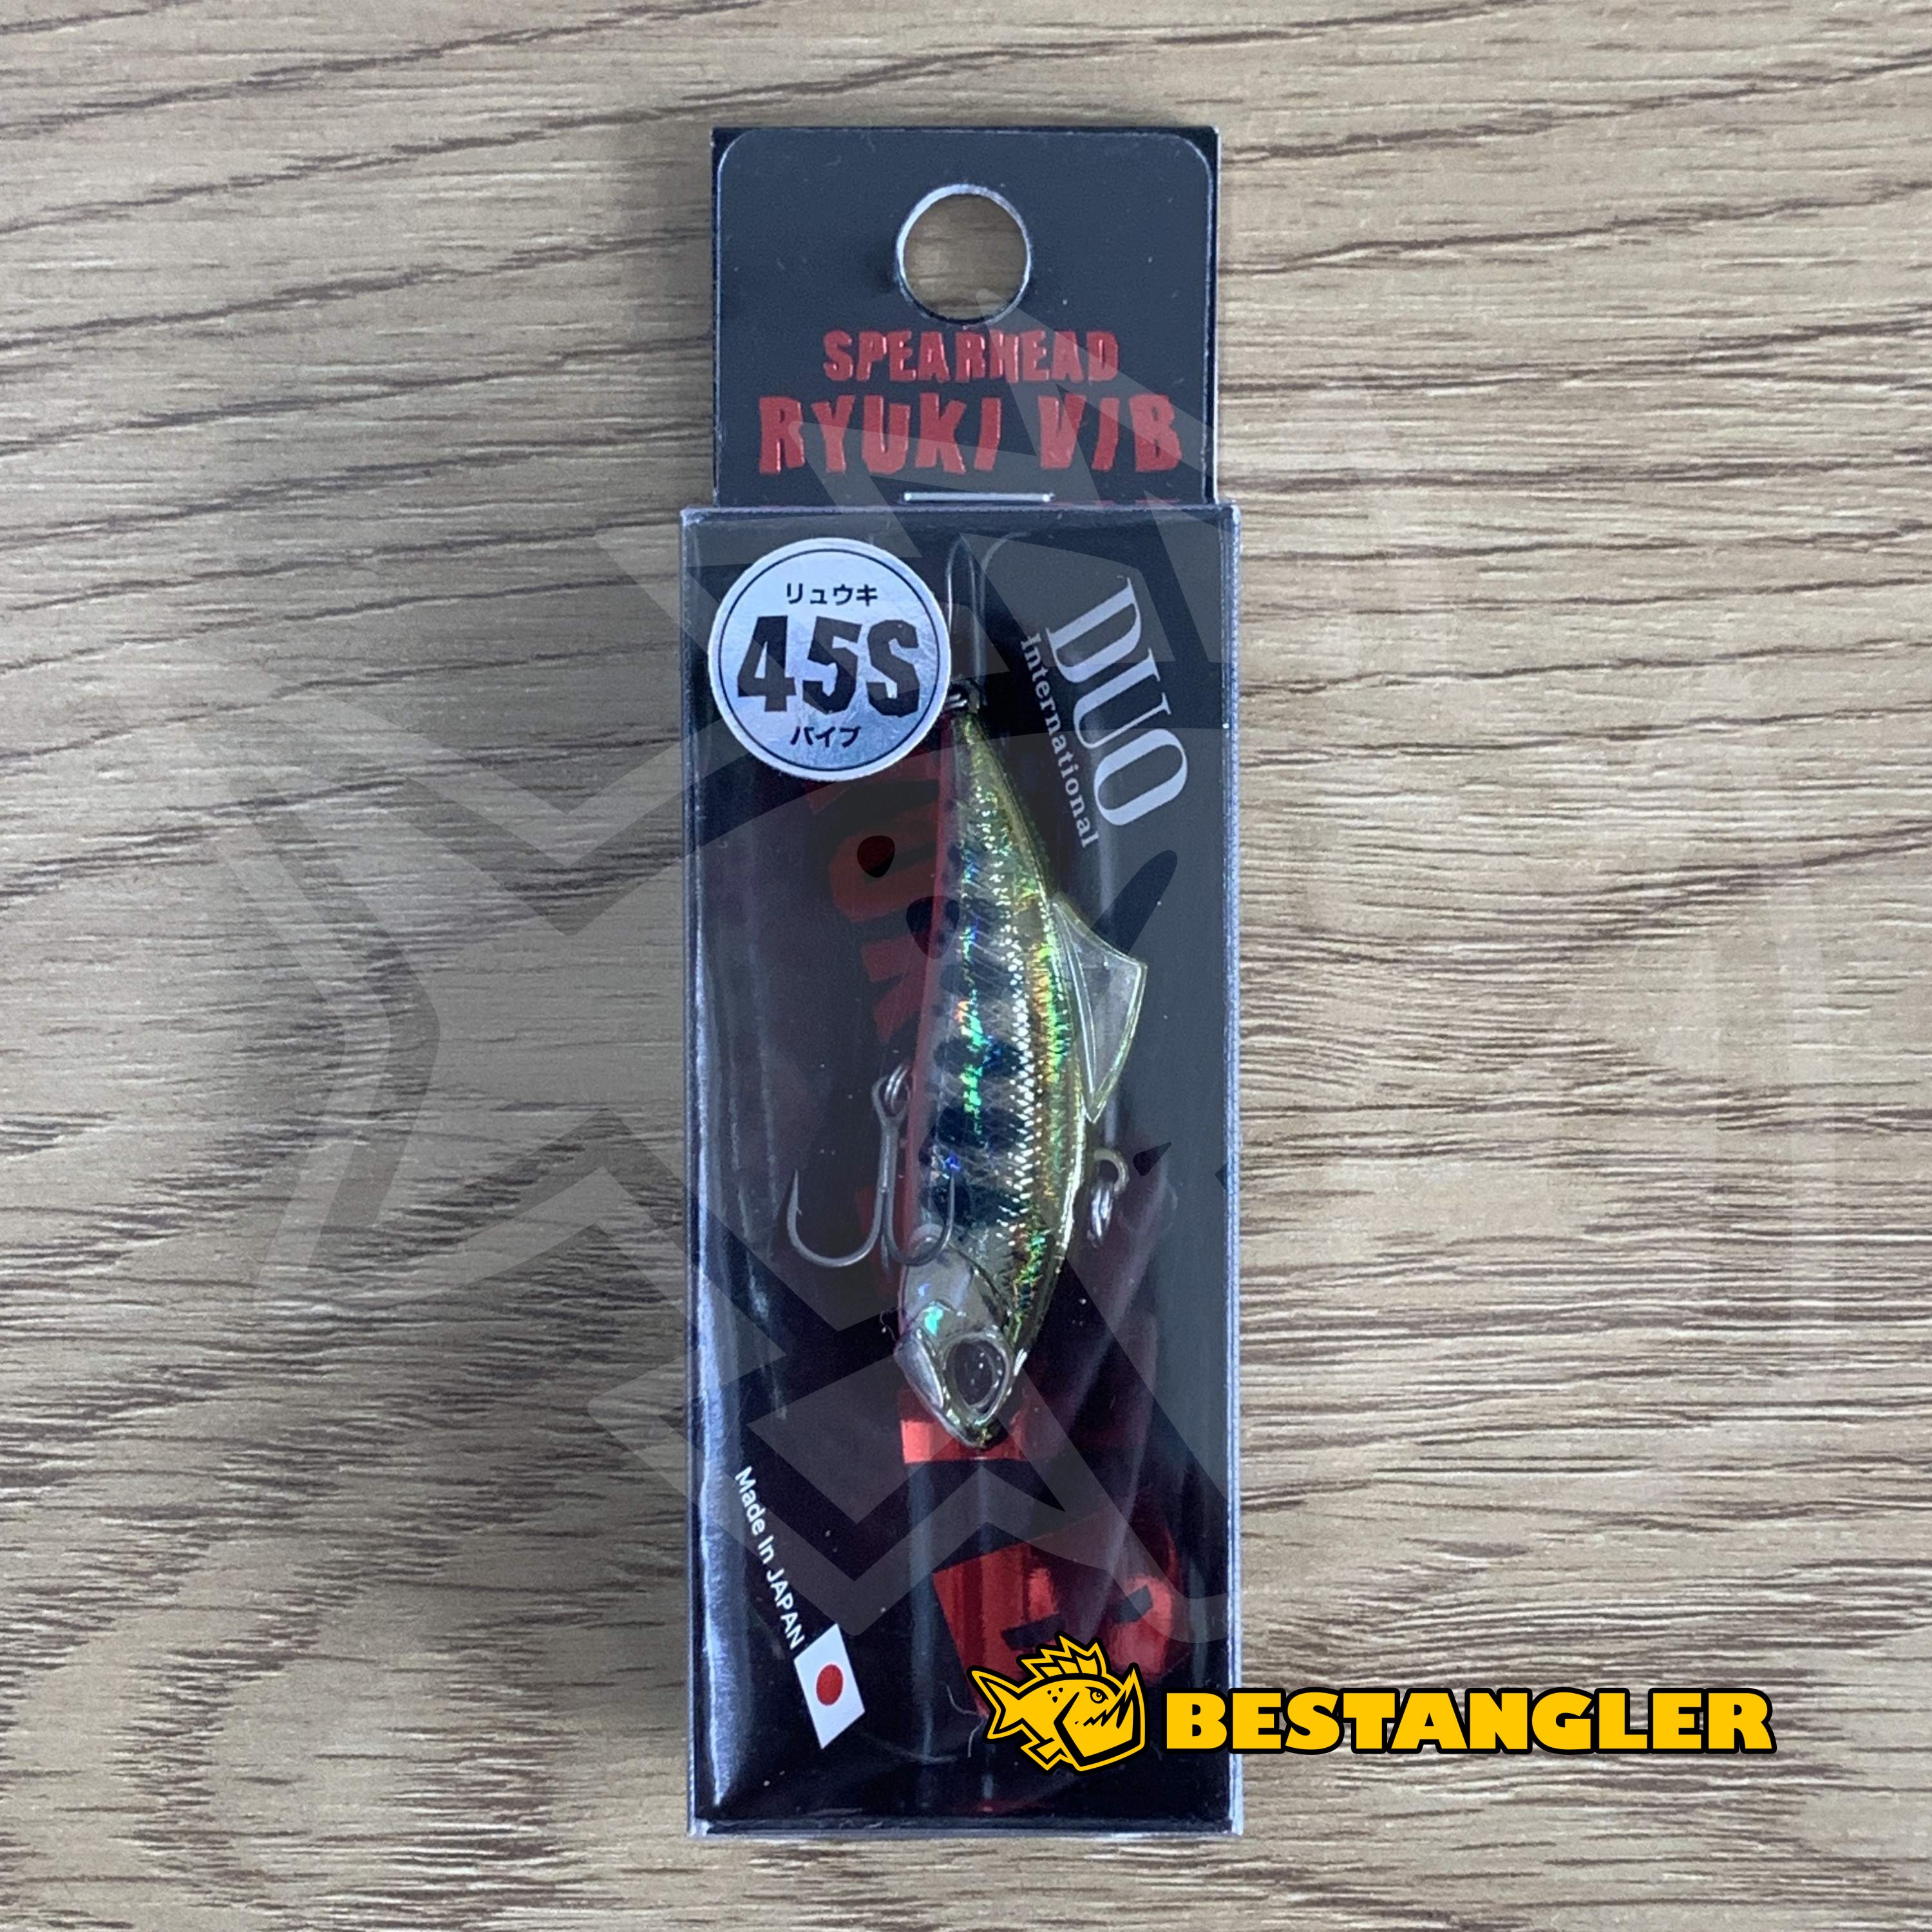 SPEARHEAD
RYUKI VIB
リュウキ
45S
バイブ
DUO
International
Made In JAPAN
BESTANGLER